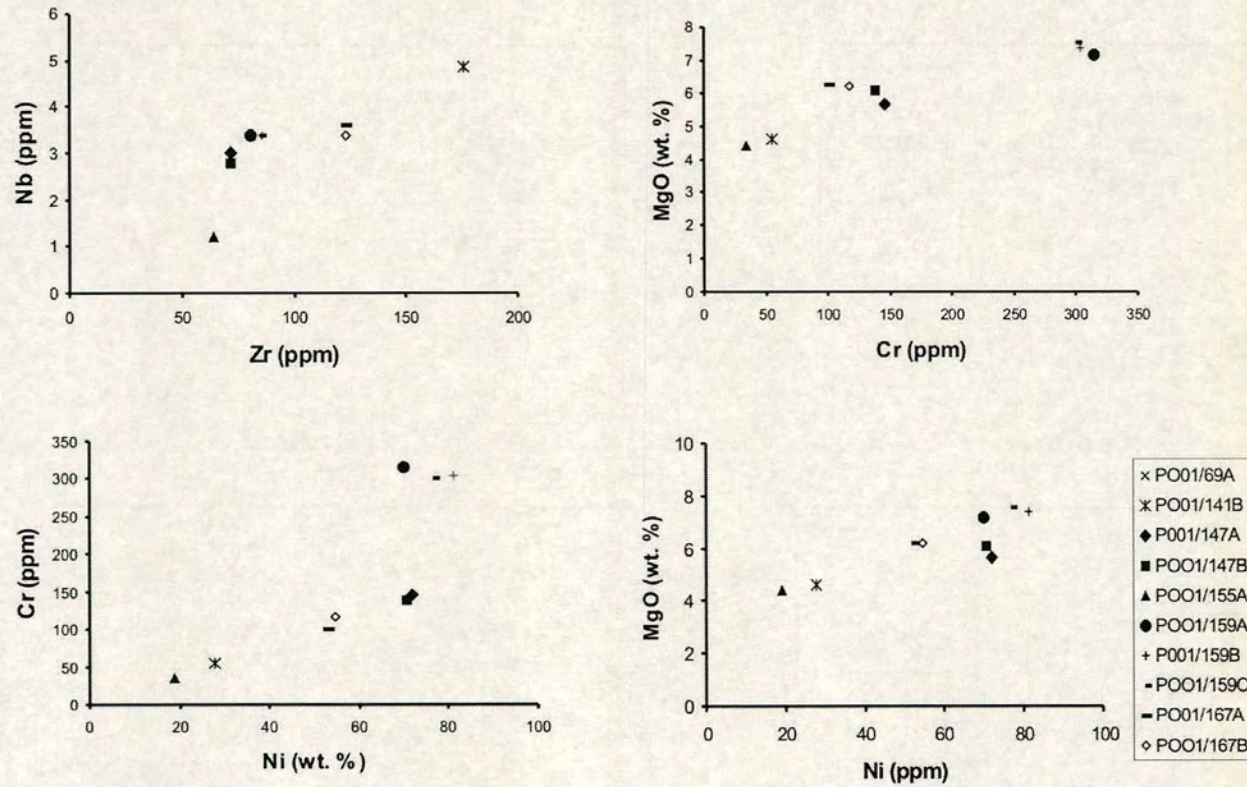 6
5
4
3
2
1
0
Nb (ppm)
0 50 100 150 200
Zr (ppm)
8
7
6
5
4
3
2
1
0
MgO (wt. %)
0 50 100 150 200 250 300 350
Cr (ppm)
350
300
250
200
150
100
50
0
Cr (ppm)
0 20 40 60 80 100
Ni (wt. %)
10
8
6
4
2
0
MgO (wt. %)
0 20 40 60 80 100
Ni (ppm)
PO01/69A
PO01/141B
P001/147A
POO1/147B
POO1/155A
POO1/159A
P001/159B
POO1/159C
PO01/167A
POO1/167B